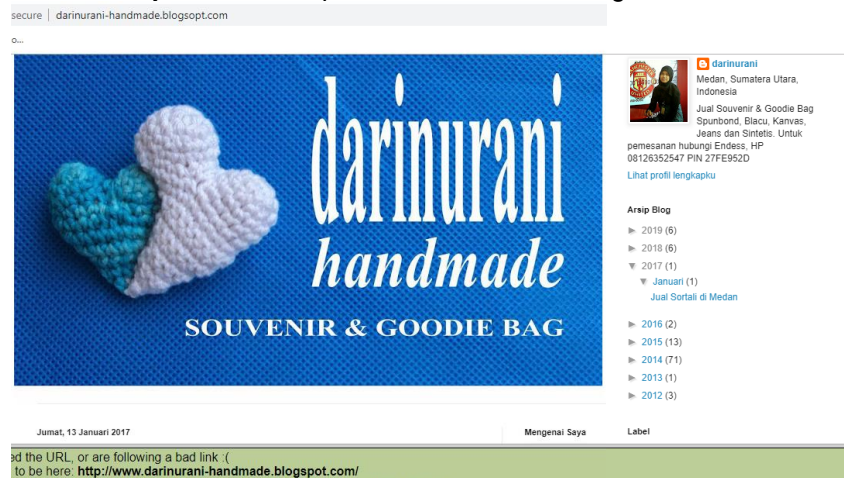 secure | darinurani-handmade.blogsopt.com
o...
darinurani
handmade
SOUVENIR & GOODIE BAG
darinurani
Medan, Sumatera Utara,
Indonesia
Jual Souvenir & Goodie Bag
Spunbond, Blacu, Kanvas,
Jeans dan Sintetis. Untuk
pemesanan hubungi Endess, HP
08126352547 PIN 27FE952D
Lihat profil lengkapku
Arsip Blog
► 2019 (6)
► 2018 (6)
▼ 2017 (1)
▼ Januari (1)
Jual Sortali di Medan
► 2016 (2)
► 2015 (13)
► 2014 (71)
► 2013 (1)
► 2012 (3)
Jumat, 13 Januari 2017
Mengenai Saya
Label
ed the URL, or are following a bad link :(
to be here: http://www.darinurani-handmade.blogspot.com/